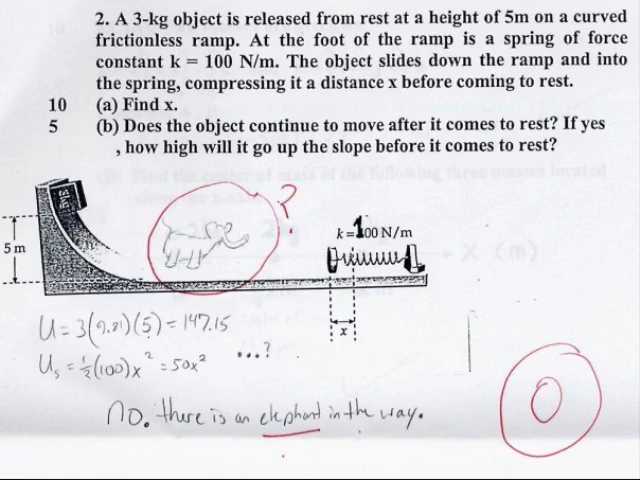 2. A 3-kg object is released from rest at a height of 5m on a curved
frictionless ramp. At the foot of the ramp is a spring of force
constant k = 100 N/m. The object slides down the ramp and into
the spring, compressing it a distance x before coming to rest.
10 (a) Find x.
5 (b) Does the object continue to move after it comes to rest? If yes
, how high will it go up the slope before it comes to rest?
3kg
?
k=100 N/m
5 m
x
U = 3(9.81)(5) = 147.15
Us = ½(100)x² = 50x² ...?
no. there is an elephant in the way.
0